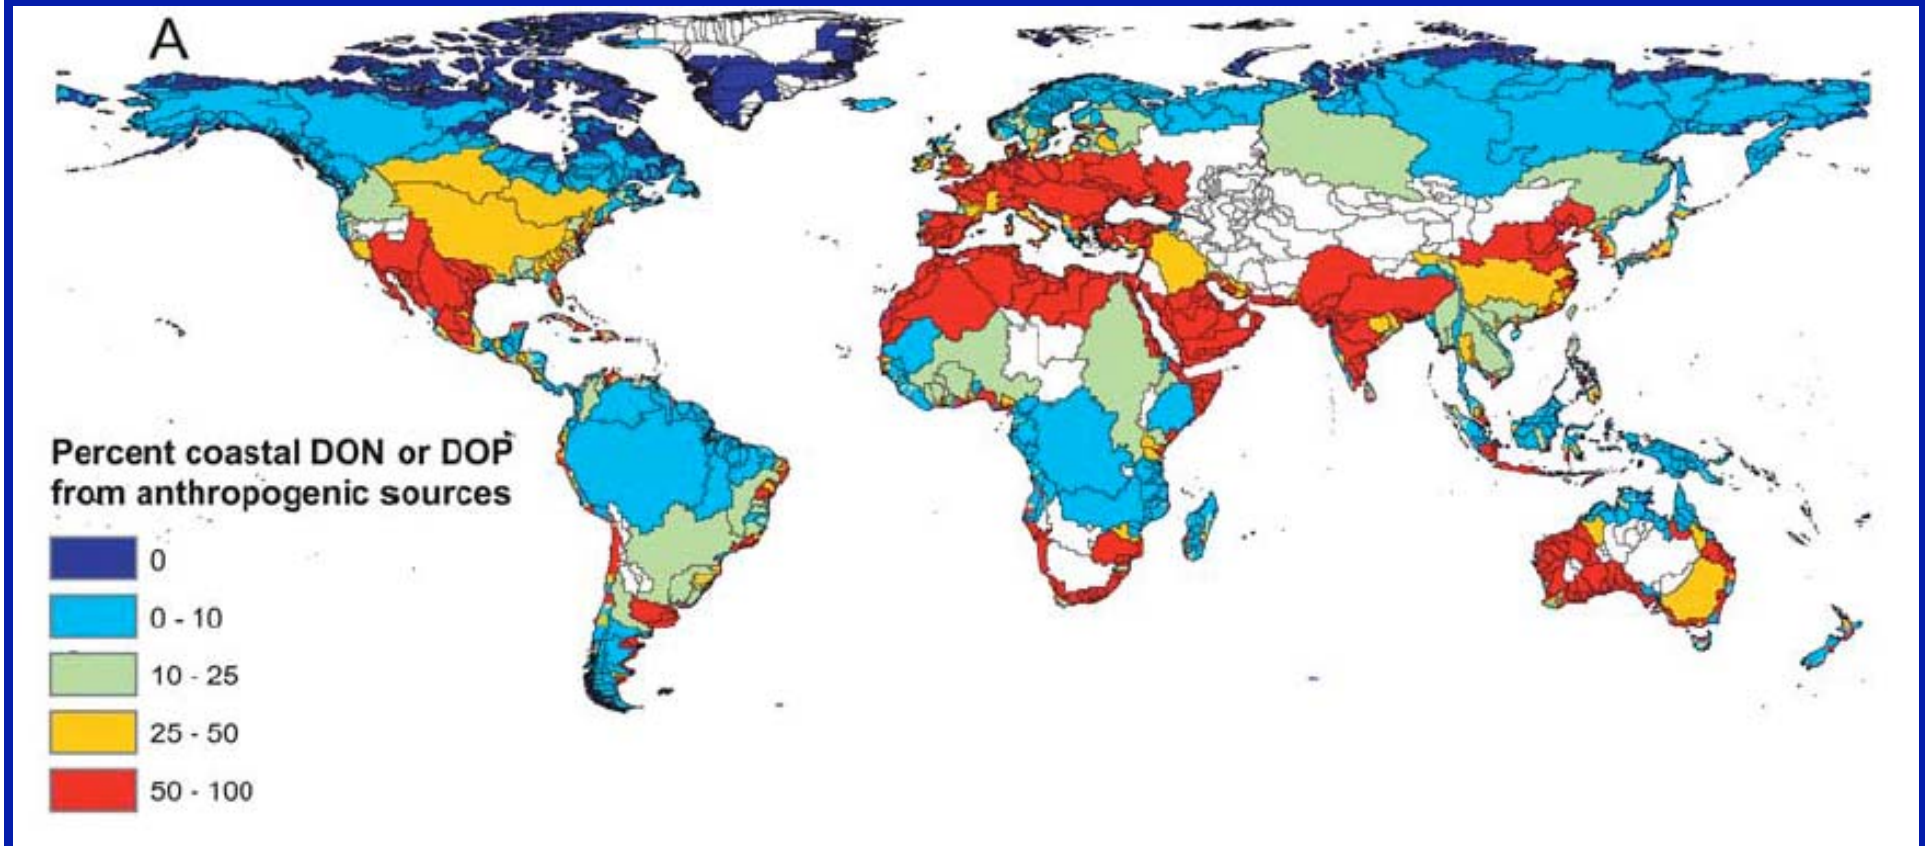 A
Percent coastal DON or DOP
from anthropogenic sources
0
0 - 10
10 - 25
25 - 50
50 - 100